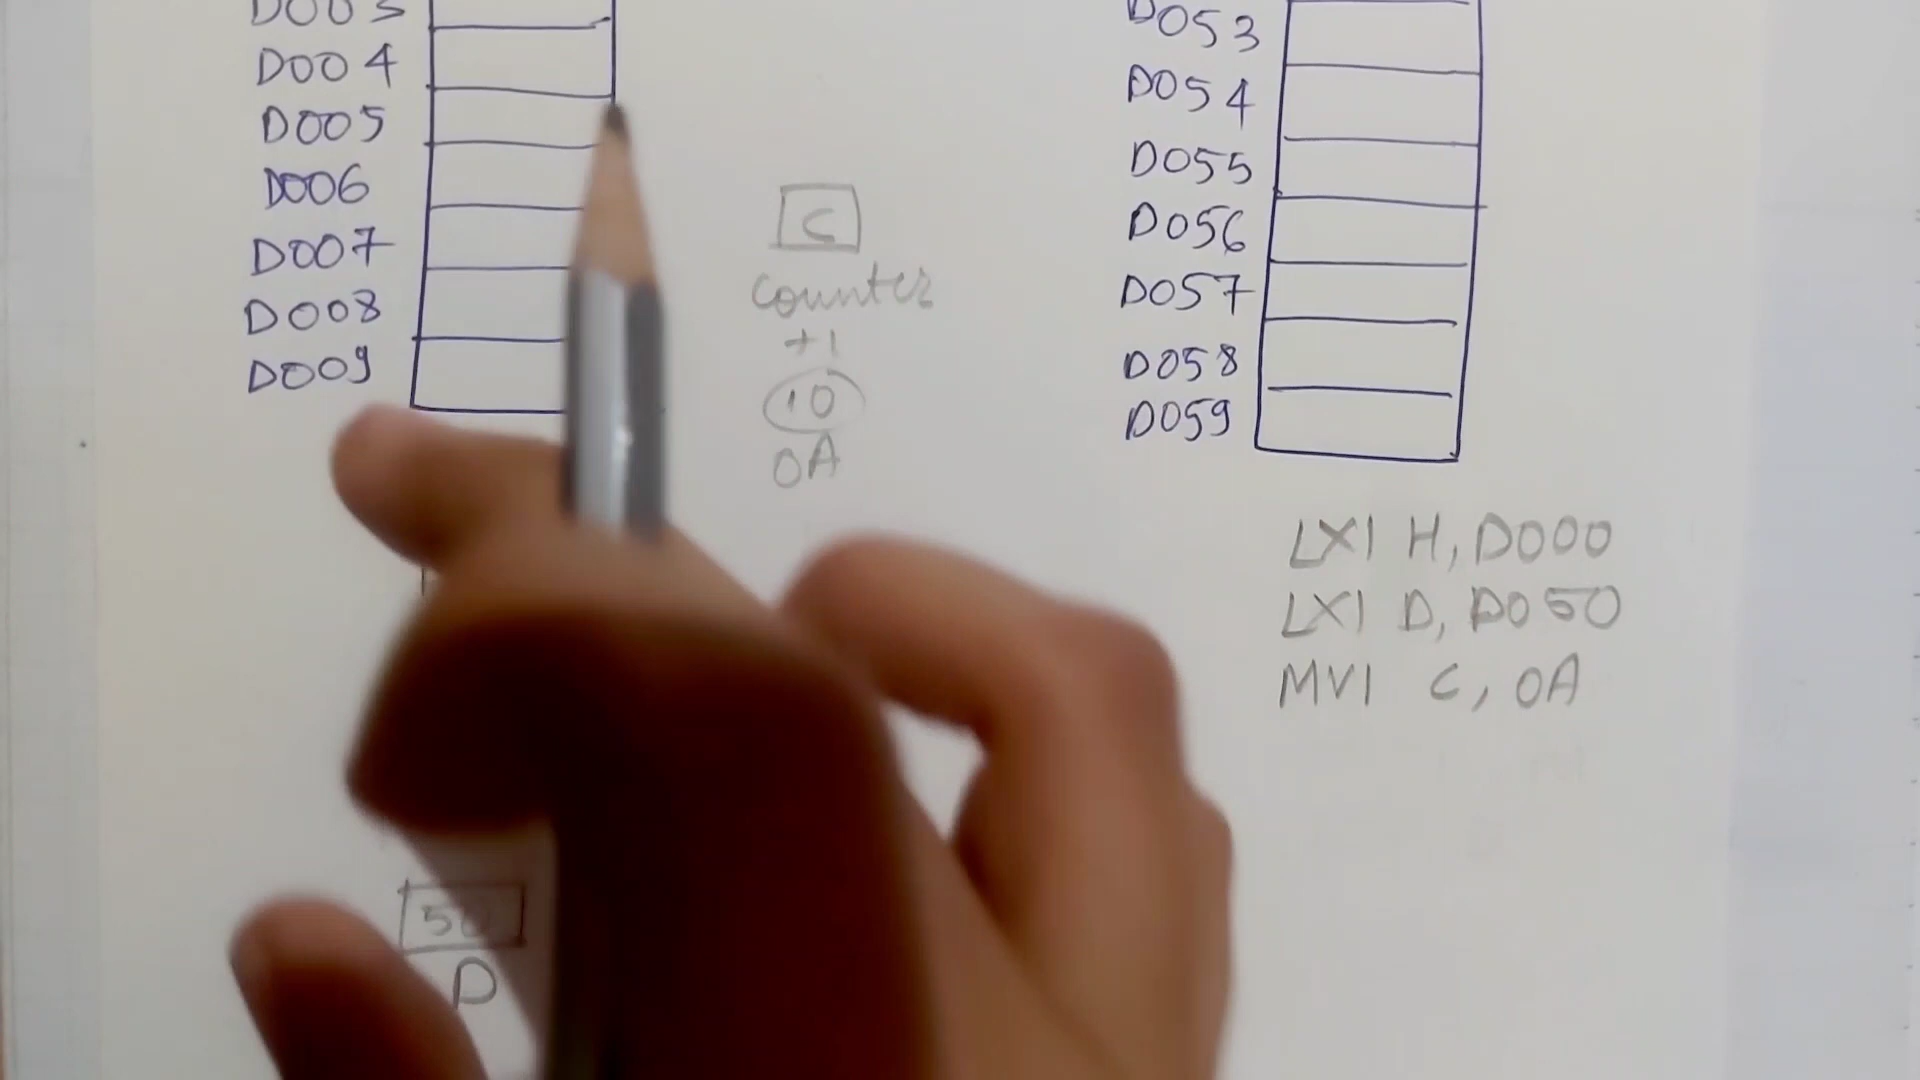 D003
D004
D005
D006
D007
D008
D009
C
counter
+1
10
0A
D053
D054
D055
D056
D057
D058
D059
LXI H, D000
LXI D, D050
MVI C, 0A
D